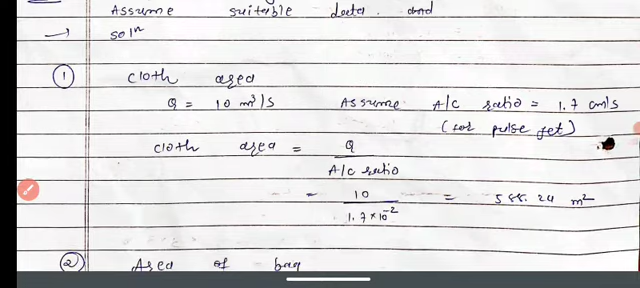 Assume suitable data. and
→ soln
① cloth area
Q = 10 m³/s Assume A/C ratio = 1.7 cm/s
(for pulse jet)
cloth area = Q
A/C ratio
= 10 = 588.24 m²
1.7×10⁻²
② Area of bag